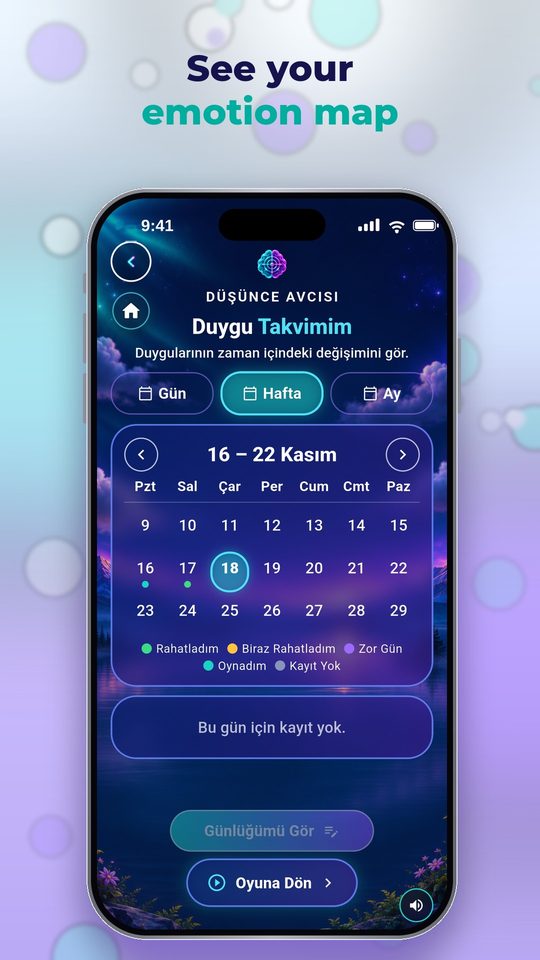 See your
emotion map
9:41
DÜŞÜNCE AVCISI
Duygu Takvimim
Duygularının zaman içindeki değişimini gör.
Gün Hafta Ay
16 – 22 Kasım
Pzt Sal Çar Per Cum Cmt Paz
9 10 11 12 13 14 15
16 17 18 19 20 21 22
23 24 25 26 27 28 29
Rahatladım Biraz Rahatladım Zor Gün
Oynadım Kayıt Yok
Bu gün için kayıt yok.
Günlüğümü Gör
Oyuna Dön